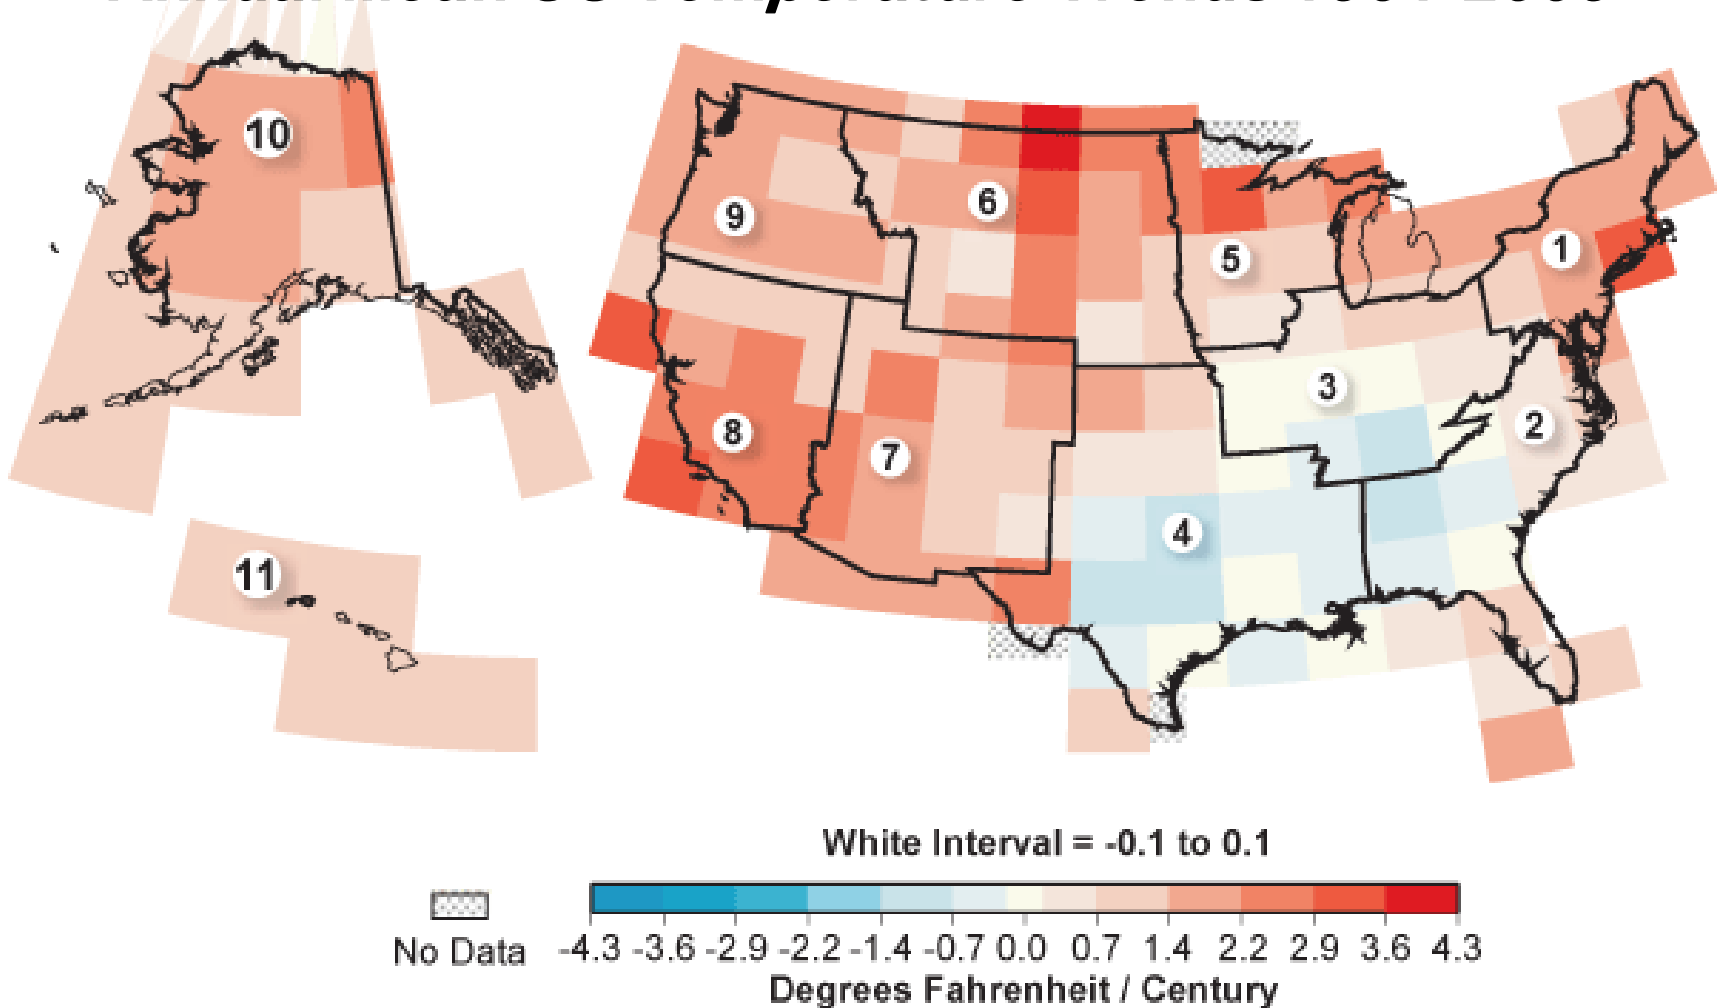 10
9
6
5
1
8
7
3
2
4
11
White Interval = -0.1 to 0.1
No Data
-4.3 -3.6 -2.9 -2.2 -1.4 -0.7 0.0 0.7 1.4 2.2 2.9 3.6 4.3
Degrees Fahrenheit / Century